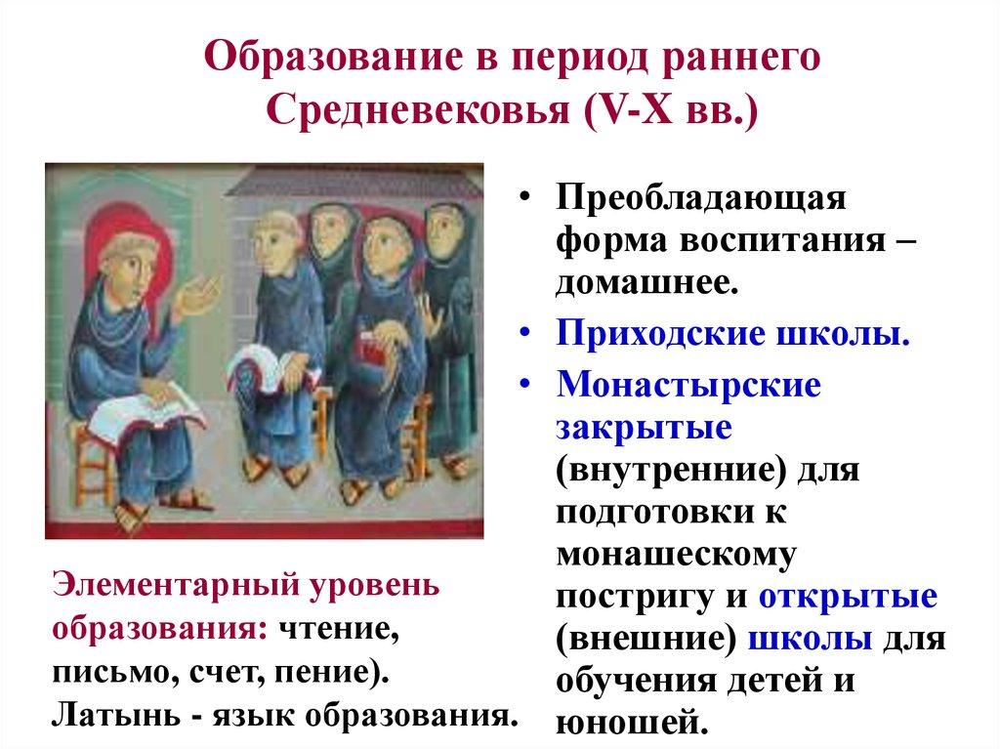 Образование в период раннего
Средневековья (V-X вв.)
• Преобладающая
форма воспитания –
домашнее.
• Приходские школы.
• Монастырские
закрытые
(внутренние) для
подготовки к
монашескому
постригу и открытые
(внешние) школы для
обучения детей и
юношей.
Элементарный уровень
образования: чтение,
письмо, счет, пение).
Латынь - язык образования.